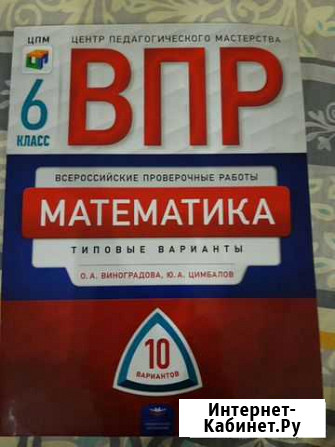 ЦПМ
ЦЕНТР ПЕДАГОГИЧЕСКОГО МАСТЕРСТВА
6
КЛАСС
ВПР
ВСЕРОССИЙСКИЕ ПРОВЕРОЧНЫЕ РАБОТЫ
МАТЕМАТИКА
ТИПОВЫЕ ВАРИАНТЫ
О. А. ВИНОГРАДОВА, Ю. А. ЦИМБАЛОВ
10
ВАРИАНТОВ
Интернет-
Кабинет.Ру